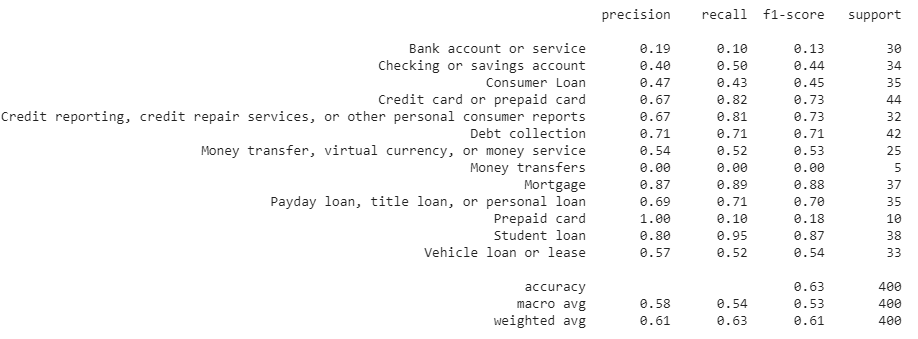 precision recall f1-score support
Bank account or service 0.19 0.10 0.13 30
Checking or savings account 0.40 0.50 0.44 34
Consumer Loan 0.47 0.43 0.45 35
Credit card or prepaid card 0.67 0.82 0.73 44
Credit reporting, credit repair services, or other personal consumer reports 0.67 0.81 0.73 32
Debt collection 0.71 0.71 0.71 42
Money transfer, virtual currency, or money service 0.54 0.52 0.53 25
Money transfers 0.00 0.00 0.00 5
Mortgage 0.87 0.89 0.88 37
Payday loan, title loan, or personal loan 0.69 0.71 0.70 35
Prepaid card 1.00 0.10 0.18 10
Student loan 0.80 0.95 0.87 38
Vehicle loan or lease 0.57 0.52 0.54 33
accuracy 0.63 400
macro avg 0.58 0.54 0.53 400
weighted avg 0.61 0.63 0.61 400